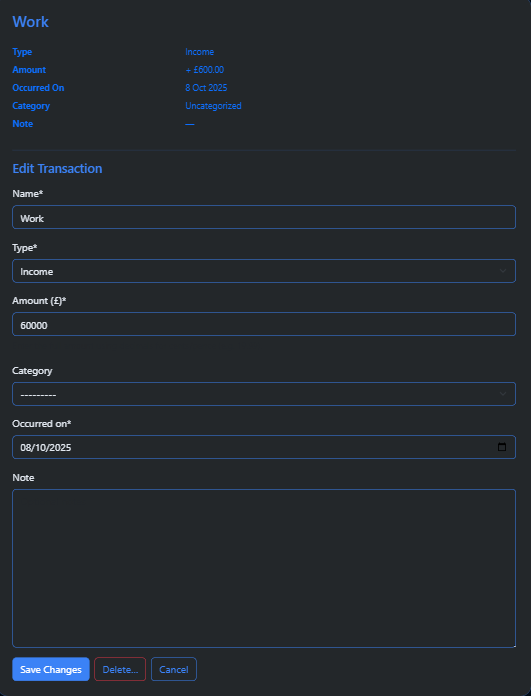 Work
Type Income
Amount + £600.00
Occurred On 8 Oct 2025
Category Uncategorized
Note —
Edit Transaction
Name*
Work
Type*
Income
Amount (£)*
60000
Category
---------
Occurred on*
08/10/2025
Note
Save Changes Delete... Cancel